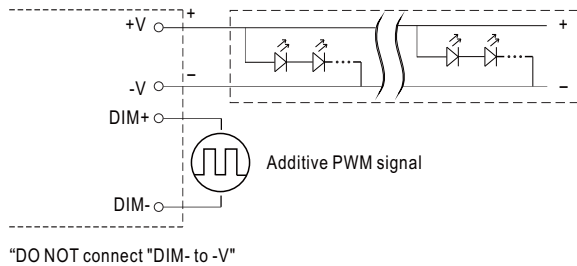 +V
+
+
-V
−
−
DIM+
Additive PWM signal
DIM-
“DO NOT connect "DIM- to -V"